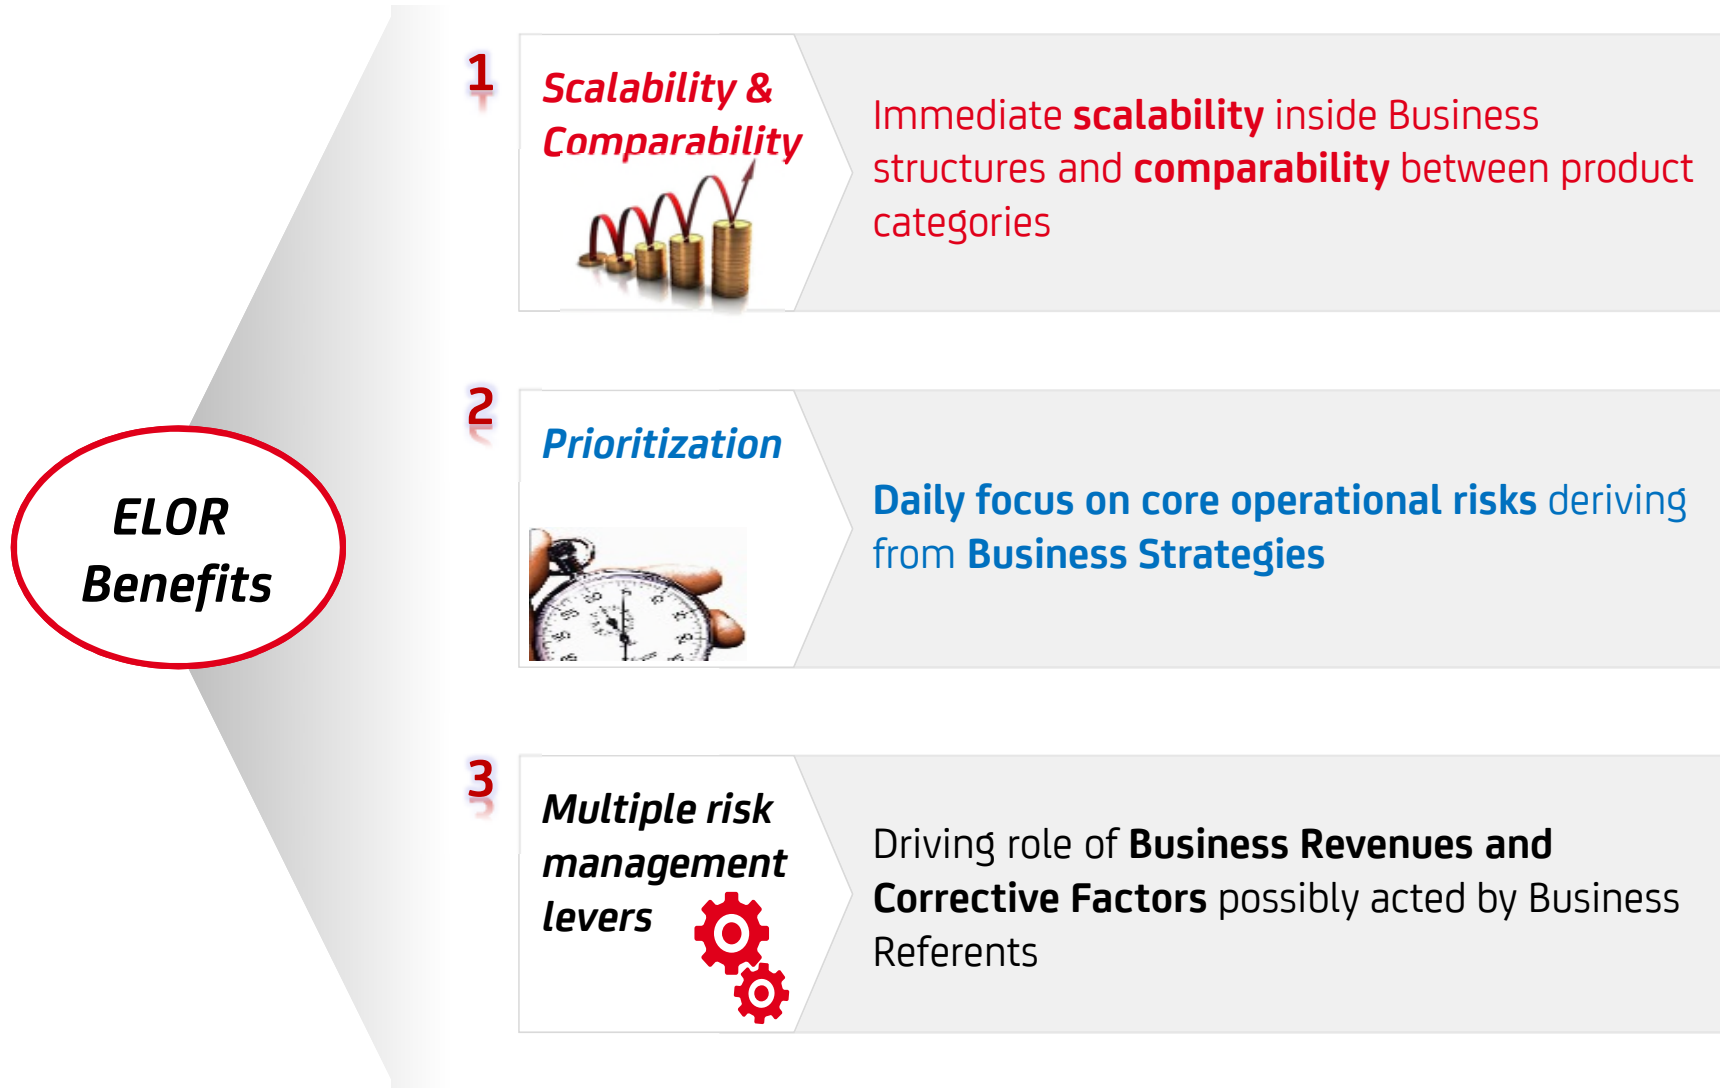 ELOR
Benefits
1
Scalability &
Comparability
Immediate scalability inside Business
structures and comparability between product
categories
2
Prioritization
Daily focus on core operational risks deriving
from Business Strategies
3
Multiple risk
management
levers
Driving role of Business Revenues and
Corrective Factors possibly acted by Business
Referents